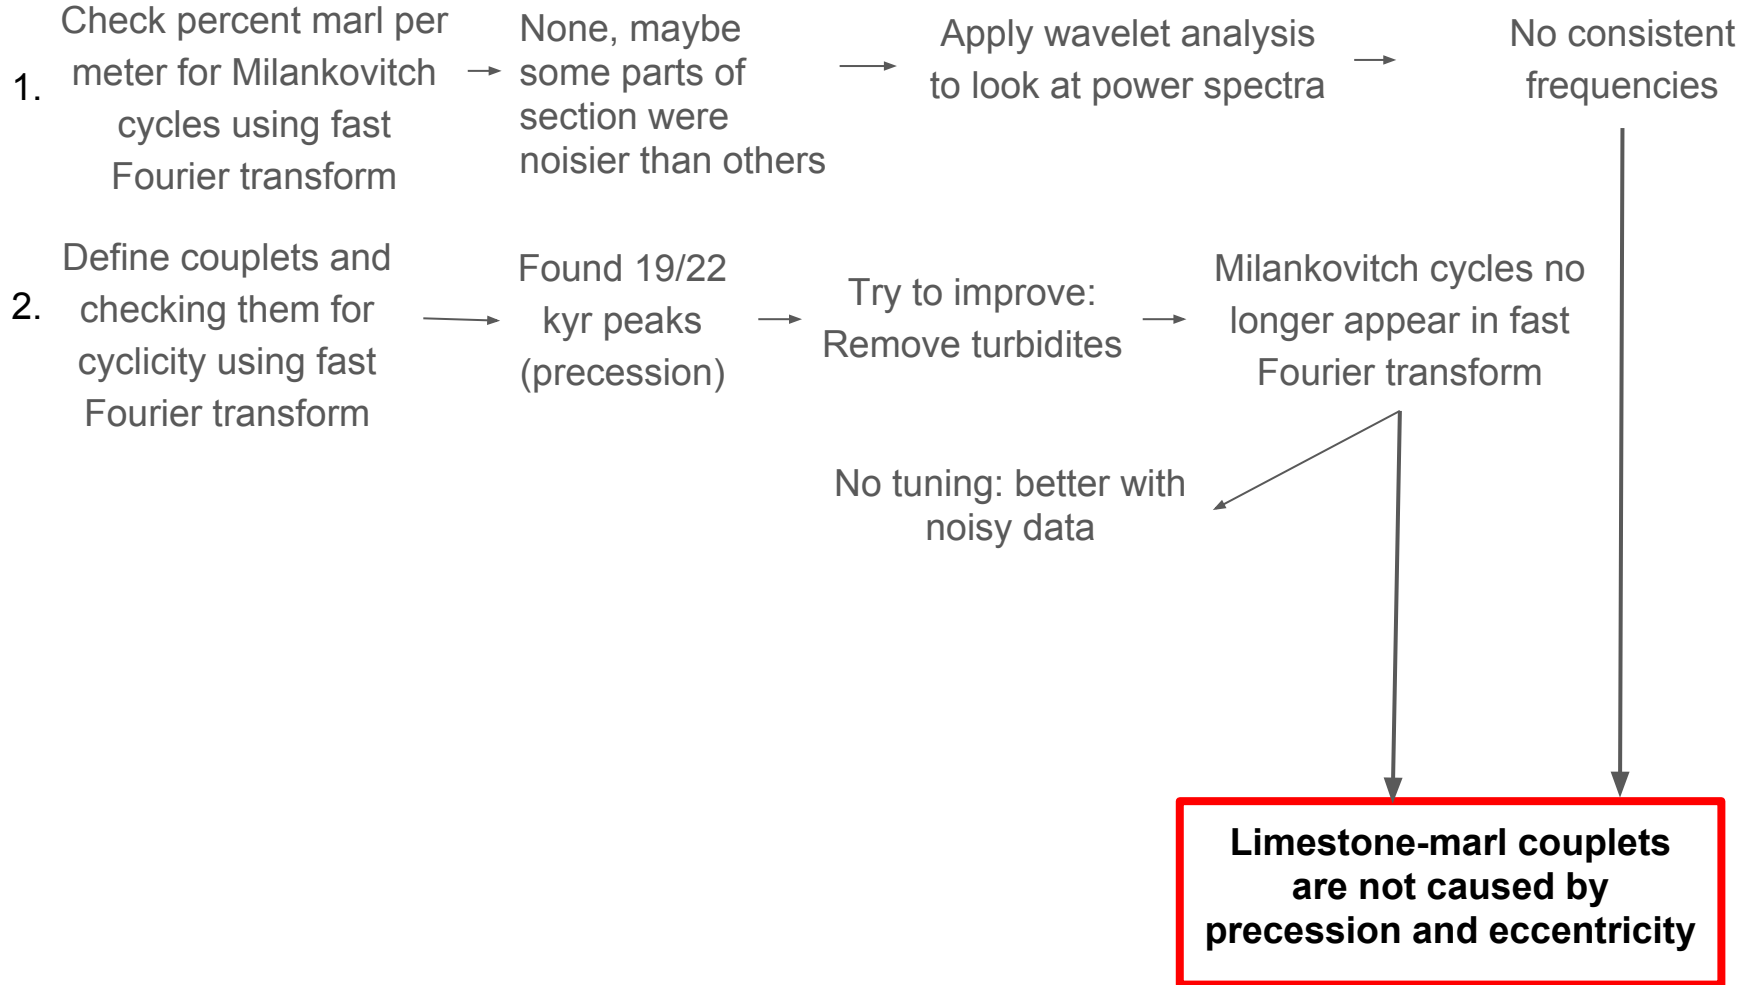 1.
Check percent marl per
meter for Milankovitch
cycles using fast
Fourier transform
None, maybe
some parts of
section were
noisier than others
Apply wavelet analysis
to look at power spectra
No consistent
frequencies
2.
Define couplets and
checking them for
cyclicity using fast
Fourier transform
Found 19/22
kyr peaks
(precession)
Try to improve:
Remove turbidites
Milankovitch cycles no
longer appear in fast
Fourier transform
No tuning: better with
noisy data
Limestone-marl couplets
are not caused by
precession and eccentricity